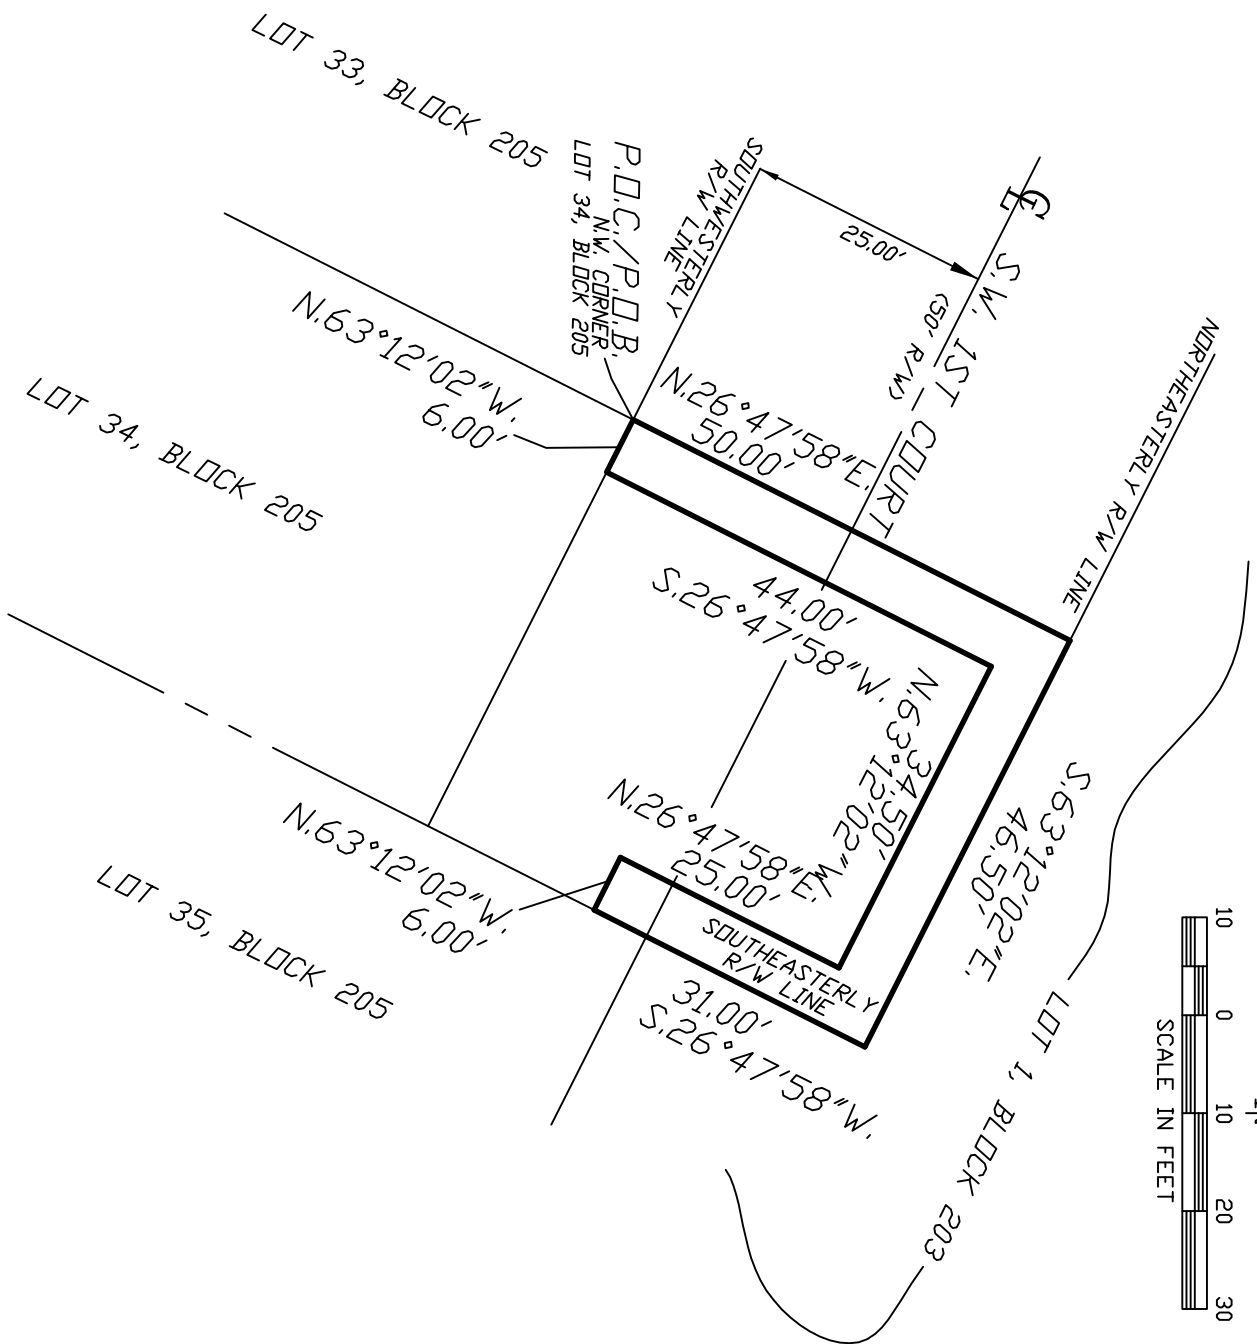 LOT 33, BLOCK 205
P.O.C./P.O.B.
N.W. CORNER
LOT 34, BLOCK 205
SOUTHWESTERLY
R/W LINE
25.00'
CL
S.W. 1ST COURT
(50' R/W)
NORTHEASTERLY R/W LINE
N.63°12'02"W.
6.00'
N.26°47'58"E.
50.00'
LOT 34, BLOCK 205
44.00'
S.26°47'58"W.
34.50'
N.63°12'02"W.
S.63°12'02"E.
46.50'
N.26°47'58"E.
25.00'
N.63°12'02"W.
6.00'
SOUTHEASTERLY
R/W LINE
31.00'
S.26°47'58"W.
LOT 35, BLOCK 205
LOT 1, BLOCK 203
10 0 10 20 30
SCALE IN FEET